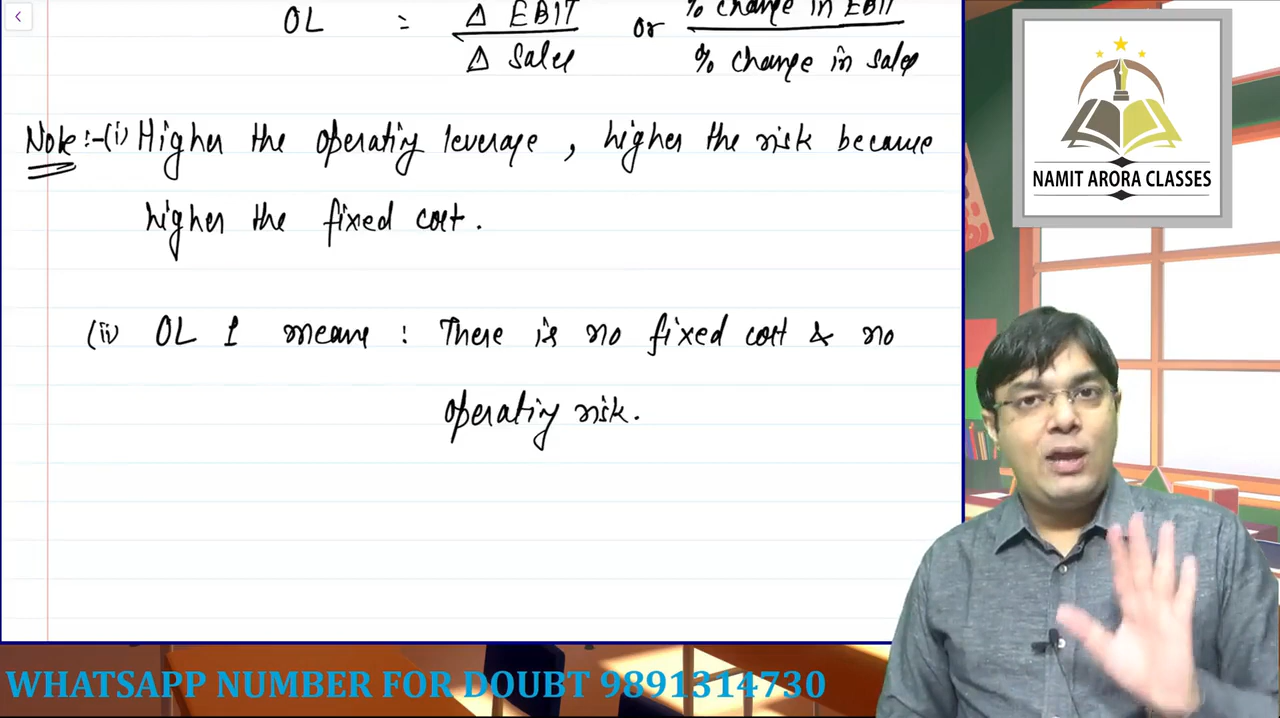 OL = Δ EBIT / Δ Sales or % change in EBIT / % change in sales
Note :- (i) Higher the operating leverage , higher the risk because
higher the fixed cost .
(ii) OL 1 means : There is no fixed cost & no
operating risk.
NAMIT ARORA CLASSES
WHATSAPP NUMBER FOR DOUBT 9891314730